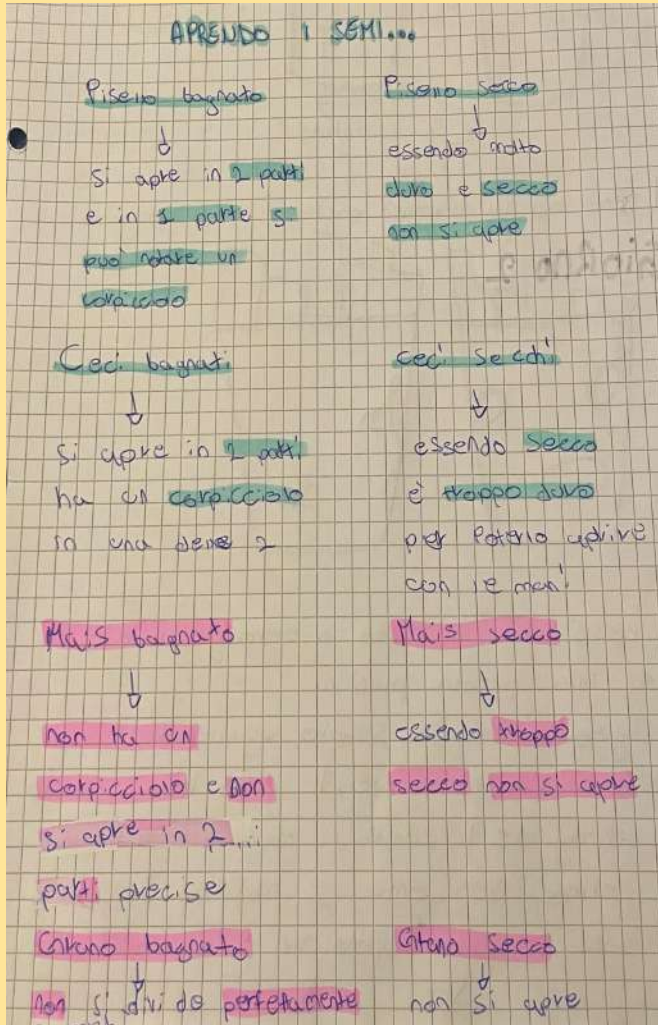 APRENDO I SEMI...
Pisello bagnato
si apre in 2 parti
e in 1 parte si
può notare un
corpicciolo
Pisello secco
essendo molto
duro e secco
non si apre
Ceci bagnati
si apre in 2 parti
ha un corpicciolo
in una delle 2
ceci secchi
essendo secco
è troppo duro
per poterlo aprire
con le mani
Mais bagnato
non ha un
corpicciolo e non
si apre in 2...
parti precise
Mais secco
essendo troppo
secco non si apre
Grano bagnato
non si divide perfettamente
Grano secco
non si apre